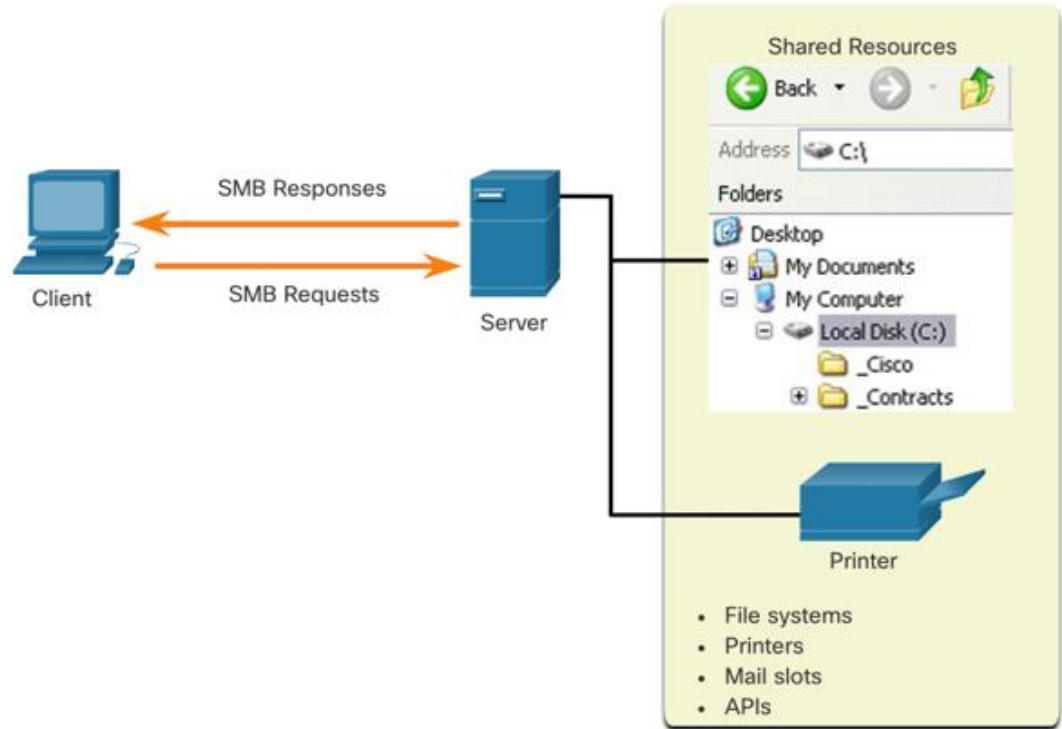 Shared Resources
Back
Address C:\
Folders
Desktop
My Documents
My Computer
Local Disk (C:)
_Cisco
_Contracts
SMB Responses
SMB Requests
Client
Server
Printer
• File systems
• Printers
• Mail slots
• APIs